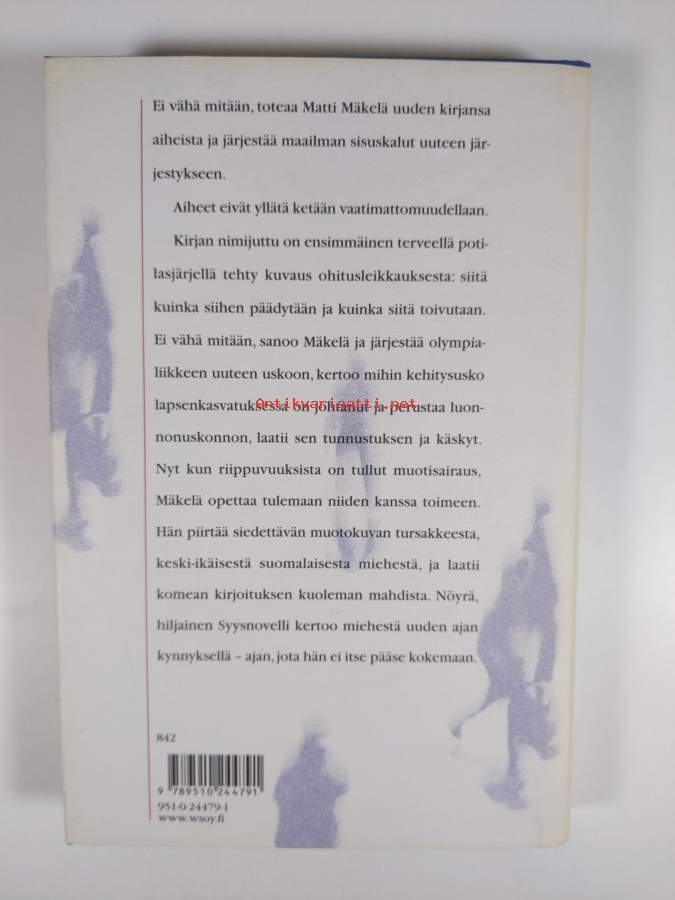 Ei vähä mitään, toteaa Matti Mäkelä uuden kirjansa
aiheista ja järjestää maailman sisuskalut uuteen jär-
jestykseen.
Aiheet eivät yllätä ketään vaatimattomuudellaan.
Kirjan nimijuttu on ensimmäinen terveellä poti-
lasjärjellä tehty kuvaus ohitusleikkauksesta: siitä
kuinka siihen päädytään ja kuinka siitä toivutaan.
Ei vähä mitään, sanoo Mäkelä ja järjestää olympia-
liikkeen uuteen uskoon, kertoo mihin kehitysusko
lapsenkasvatuksessa on johtanut ja perustaa luon-
Antikvariaatti.net
nonuskonnon, laatii sen tunnustuksen ja käskyt.
Nyt kun riippuvuuksista on tullut muotisairaus,
Mäkelä opettaa tulemaan niiden kanssa toimeen.
Hän piirtää siedettävän muotokuvan tursakkeesta,
keski-ikäisestä suomalaisesta miehestä, ja laatii
komean kirjoituksen kuoleman mahdista. Nöyrä,
hiljainen Syysnovelli kertoo miehestä uuden ajan
kynnyksellä – ajan, jota hän ei itse pääse kokemaan.
842
9 789510 244791
951-0-24479-1
www.wsoy.fi